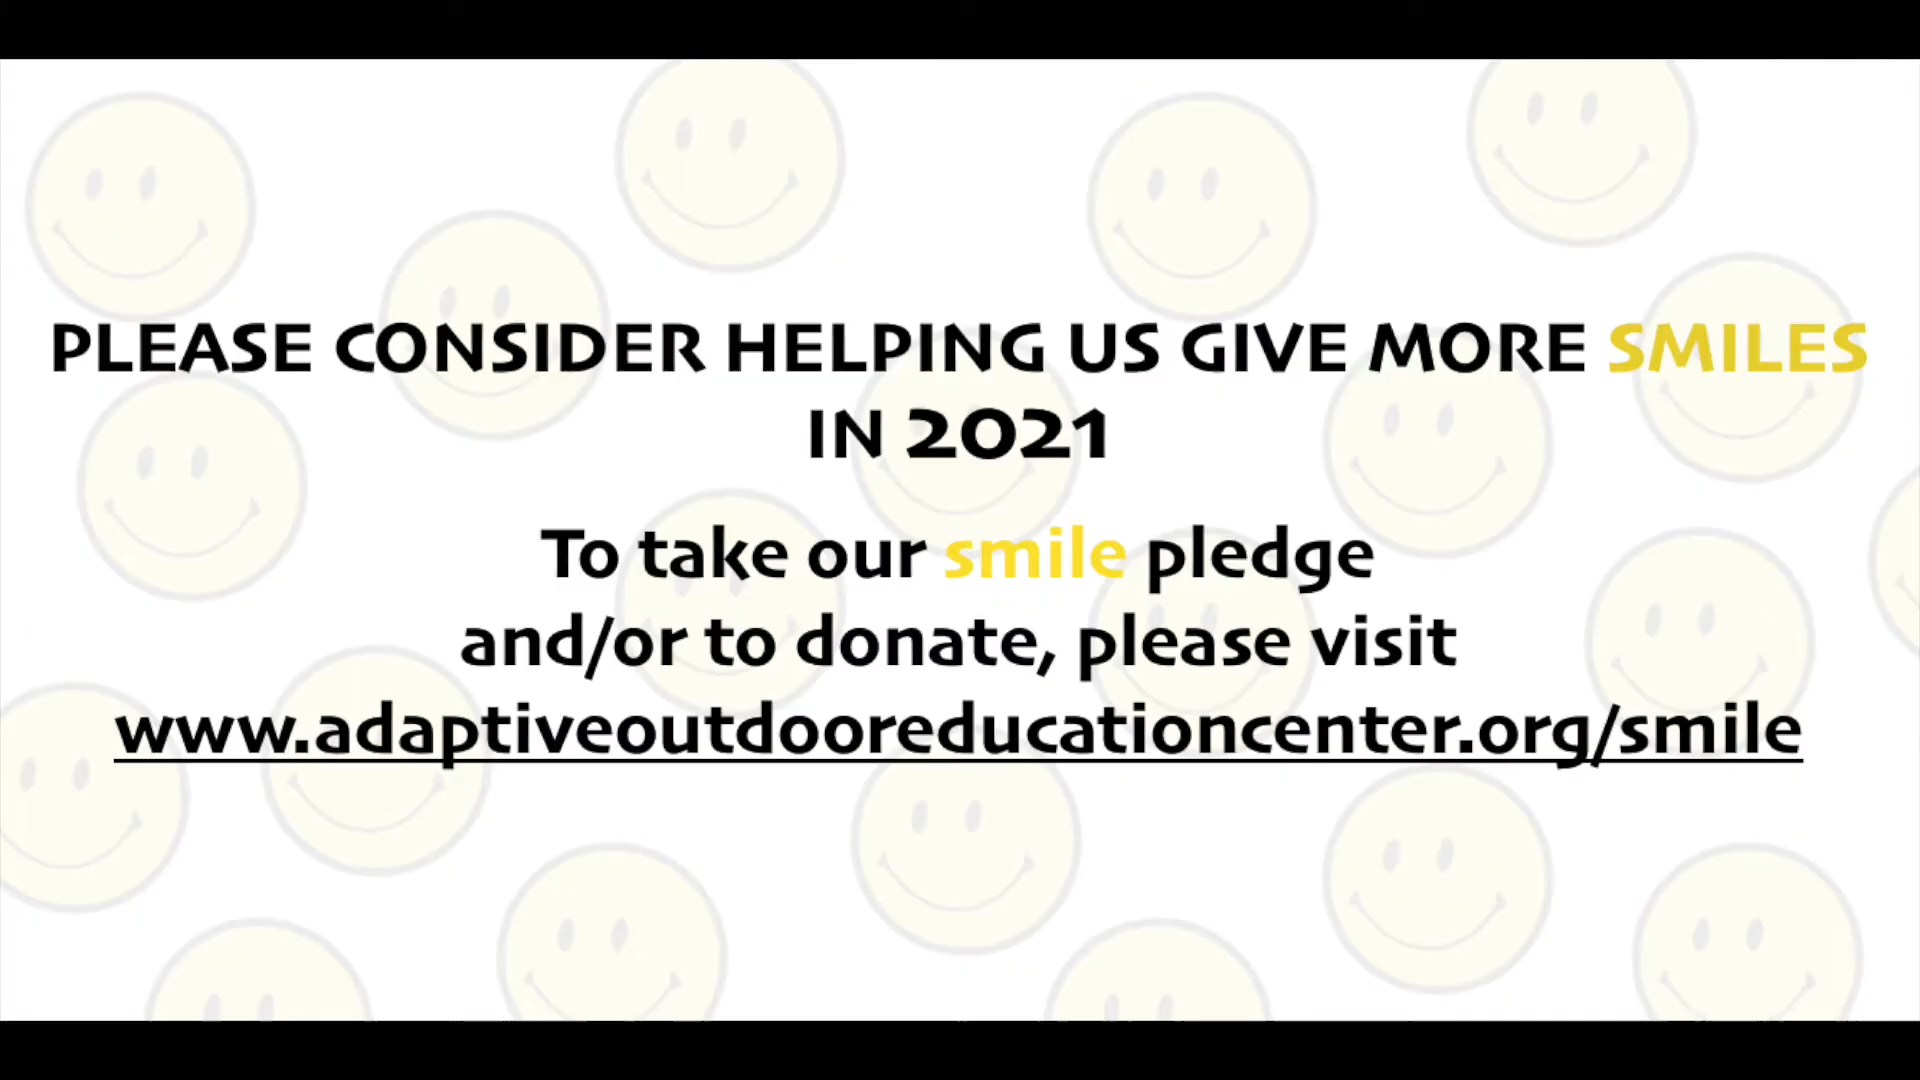 PLEASE CONSIDER HELPING US GIVE MORE SMILES
IN 2021
To take our smile pledge
and/or to donate, please visit
www.adaptiveoutdooreducationcenter.org/smile